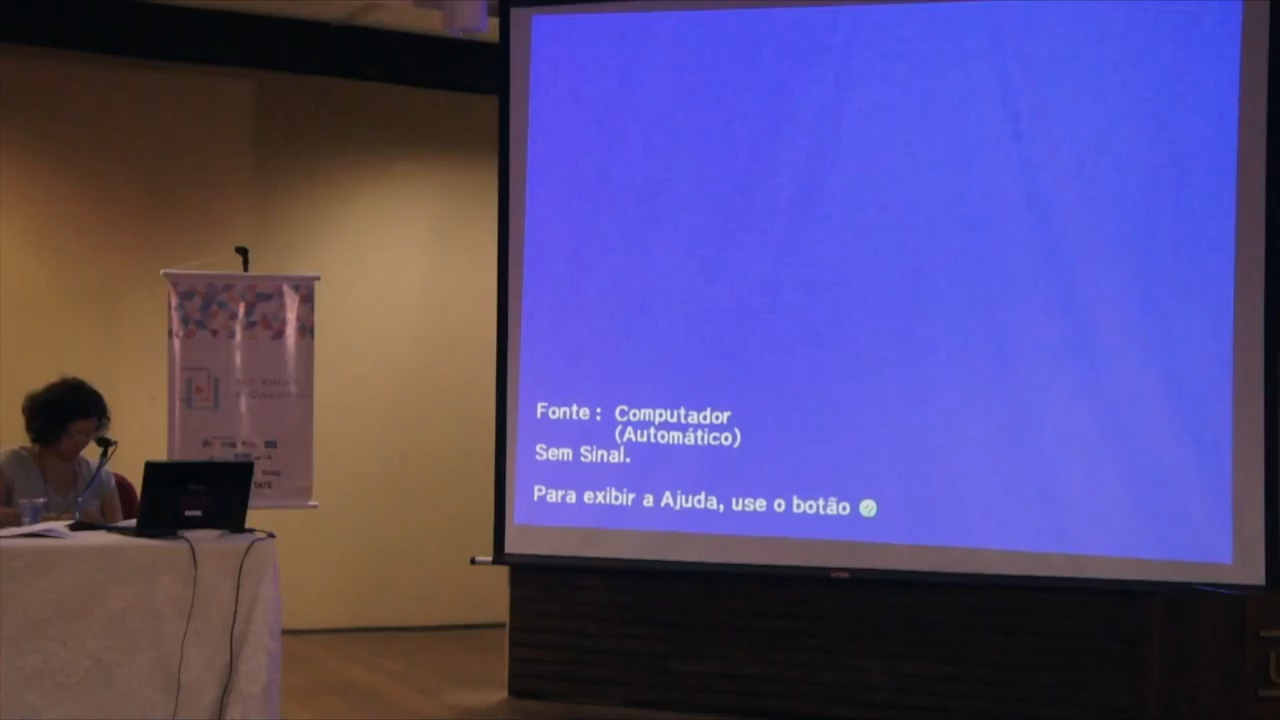 Fonte: Computador
(Automático)
Sem Sinal.
Para exibir a Ajuda, use o botão